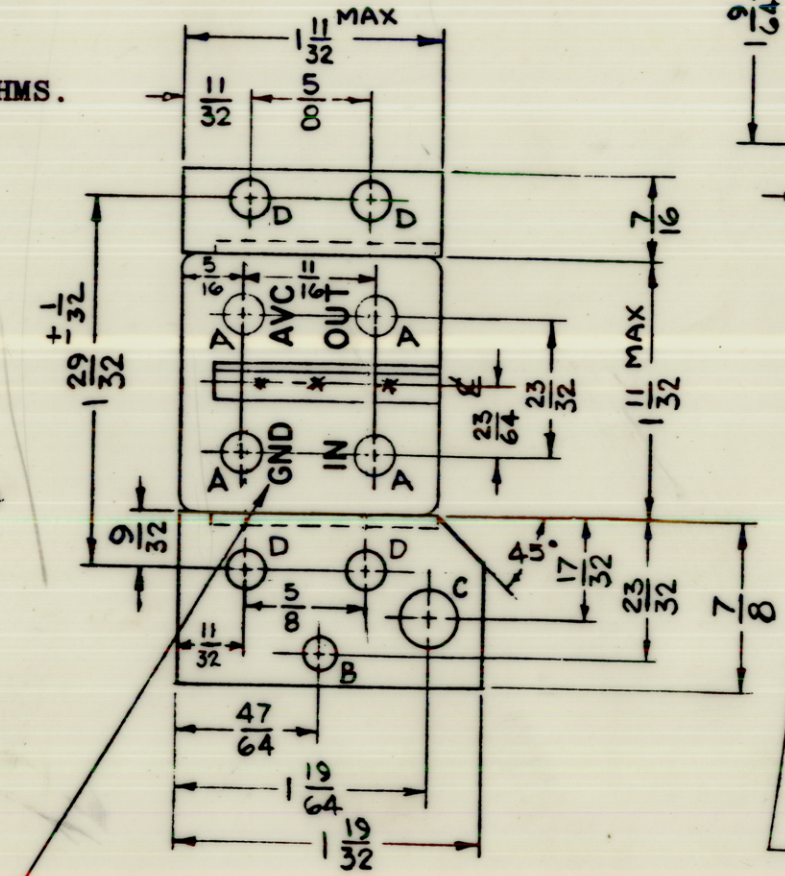 1 11/32 MAX
1 9/64
HMS.
11/32
5/8
D D
7/16
5/16
11/16
AVC OUT
A A
1 29/32 ± 1/32
1 11/32 MAX
23/64
23/32
GND IN
A A
9/32
D D
45°
C
17/32
23/32
7/8
5/8
11/32
B
47/64
1 19/64
1 19/32